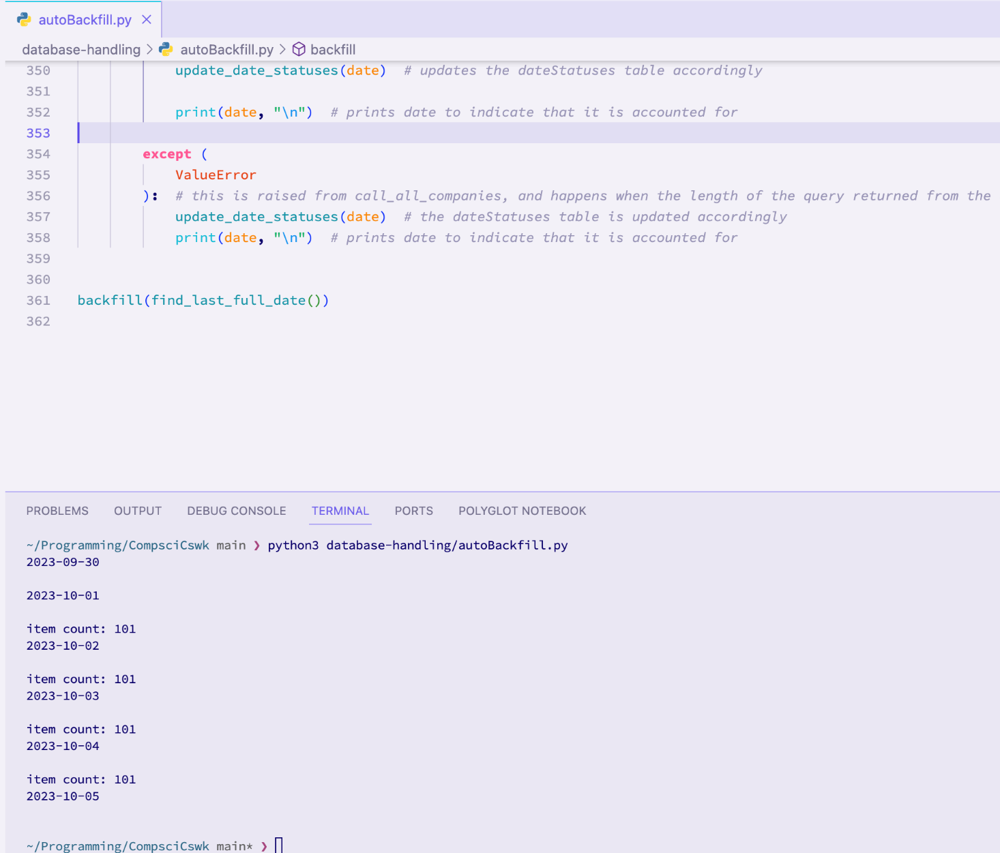 autoBackfill.py
database-handling > autoBackfill.py > backfill
350 update_date_statuses(date)  # updates the dateStatuses table accordingly
351
352 print(date, "\n")  # prints date to indicate that it is accounted for
353
354 except (
355 ValueError
356 ):  # this is raised from call_all_companies, and happens when the length of the query returned from the
357 update_date_statuses(date)  # the dateStatuses table is updated accordingly
358 print(date, "\n")  # prints date to indicate that it is accounted for
359
360
361 backfill(find_last_full_date())
362
PROBLEMS OUTPUT DEBUG CONSOLE TERMINAL PORTS POLYGLOT NOTEBOOK
~/Programming/CompsciCswk main ❯ python3 database-handling/autoBackfill.py
2023-09-30
2023-10-01
item count: 101
2023-10-02
item count: 101
2023-10-03
item count: 101
2023-10-04
item count: 101
2023-10-05
~/Programming/CompsciCswk main* ❯